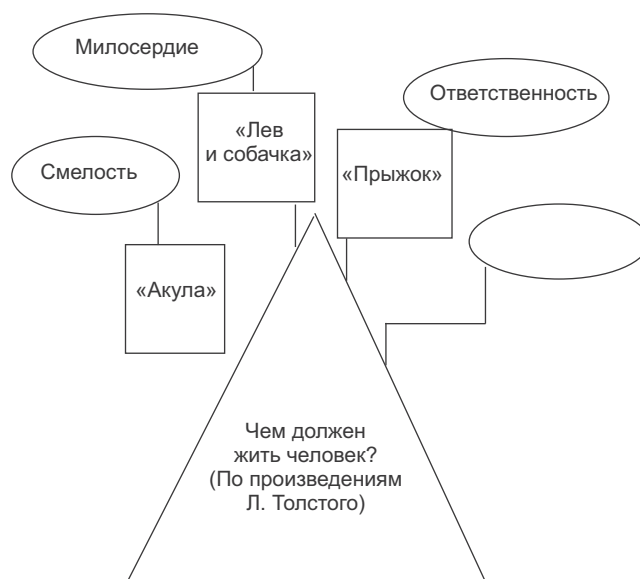 Милосердие
Ответственность
«Лев
и собачка»
«Прыжок»
Смелость
«Акула»
Чем должен
жить человек?
(По произведениям
Л. Толстого)